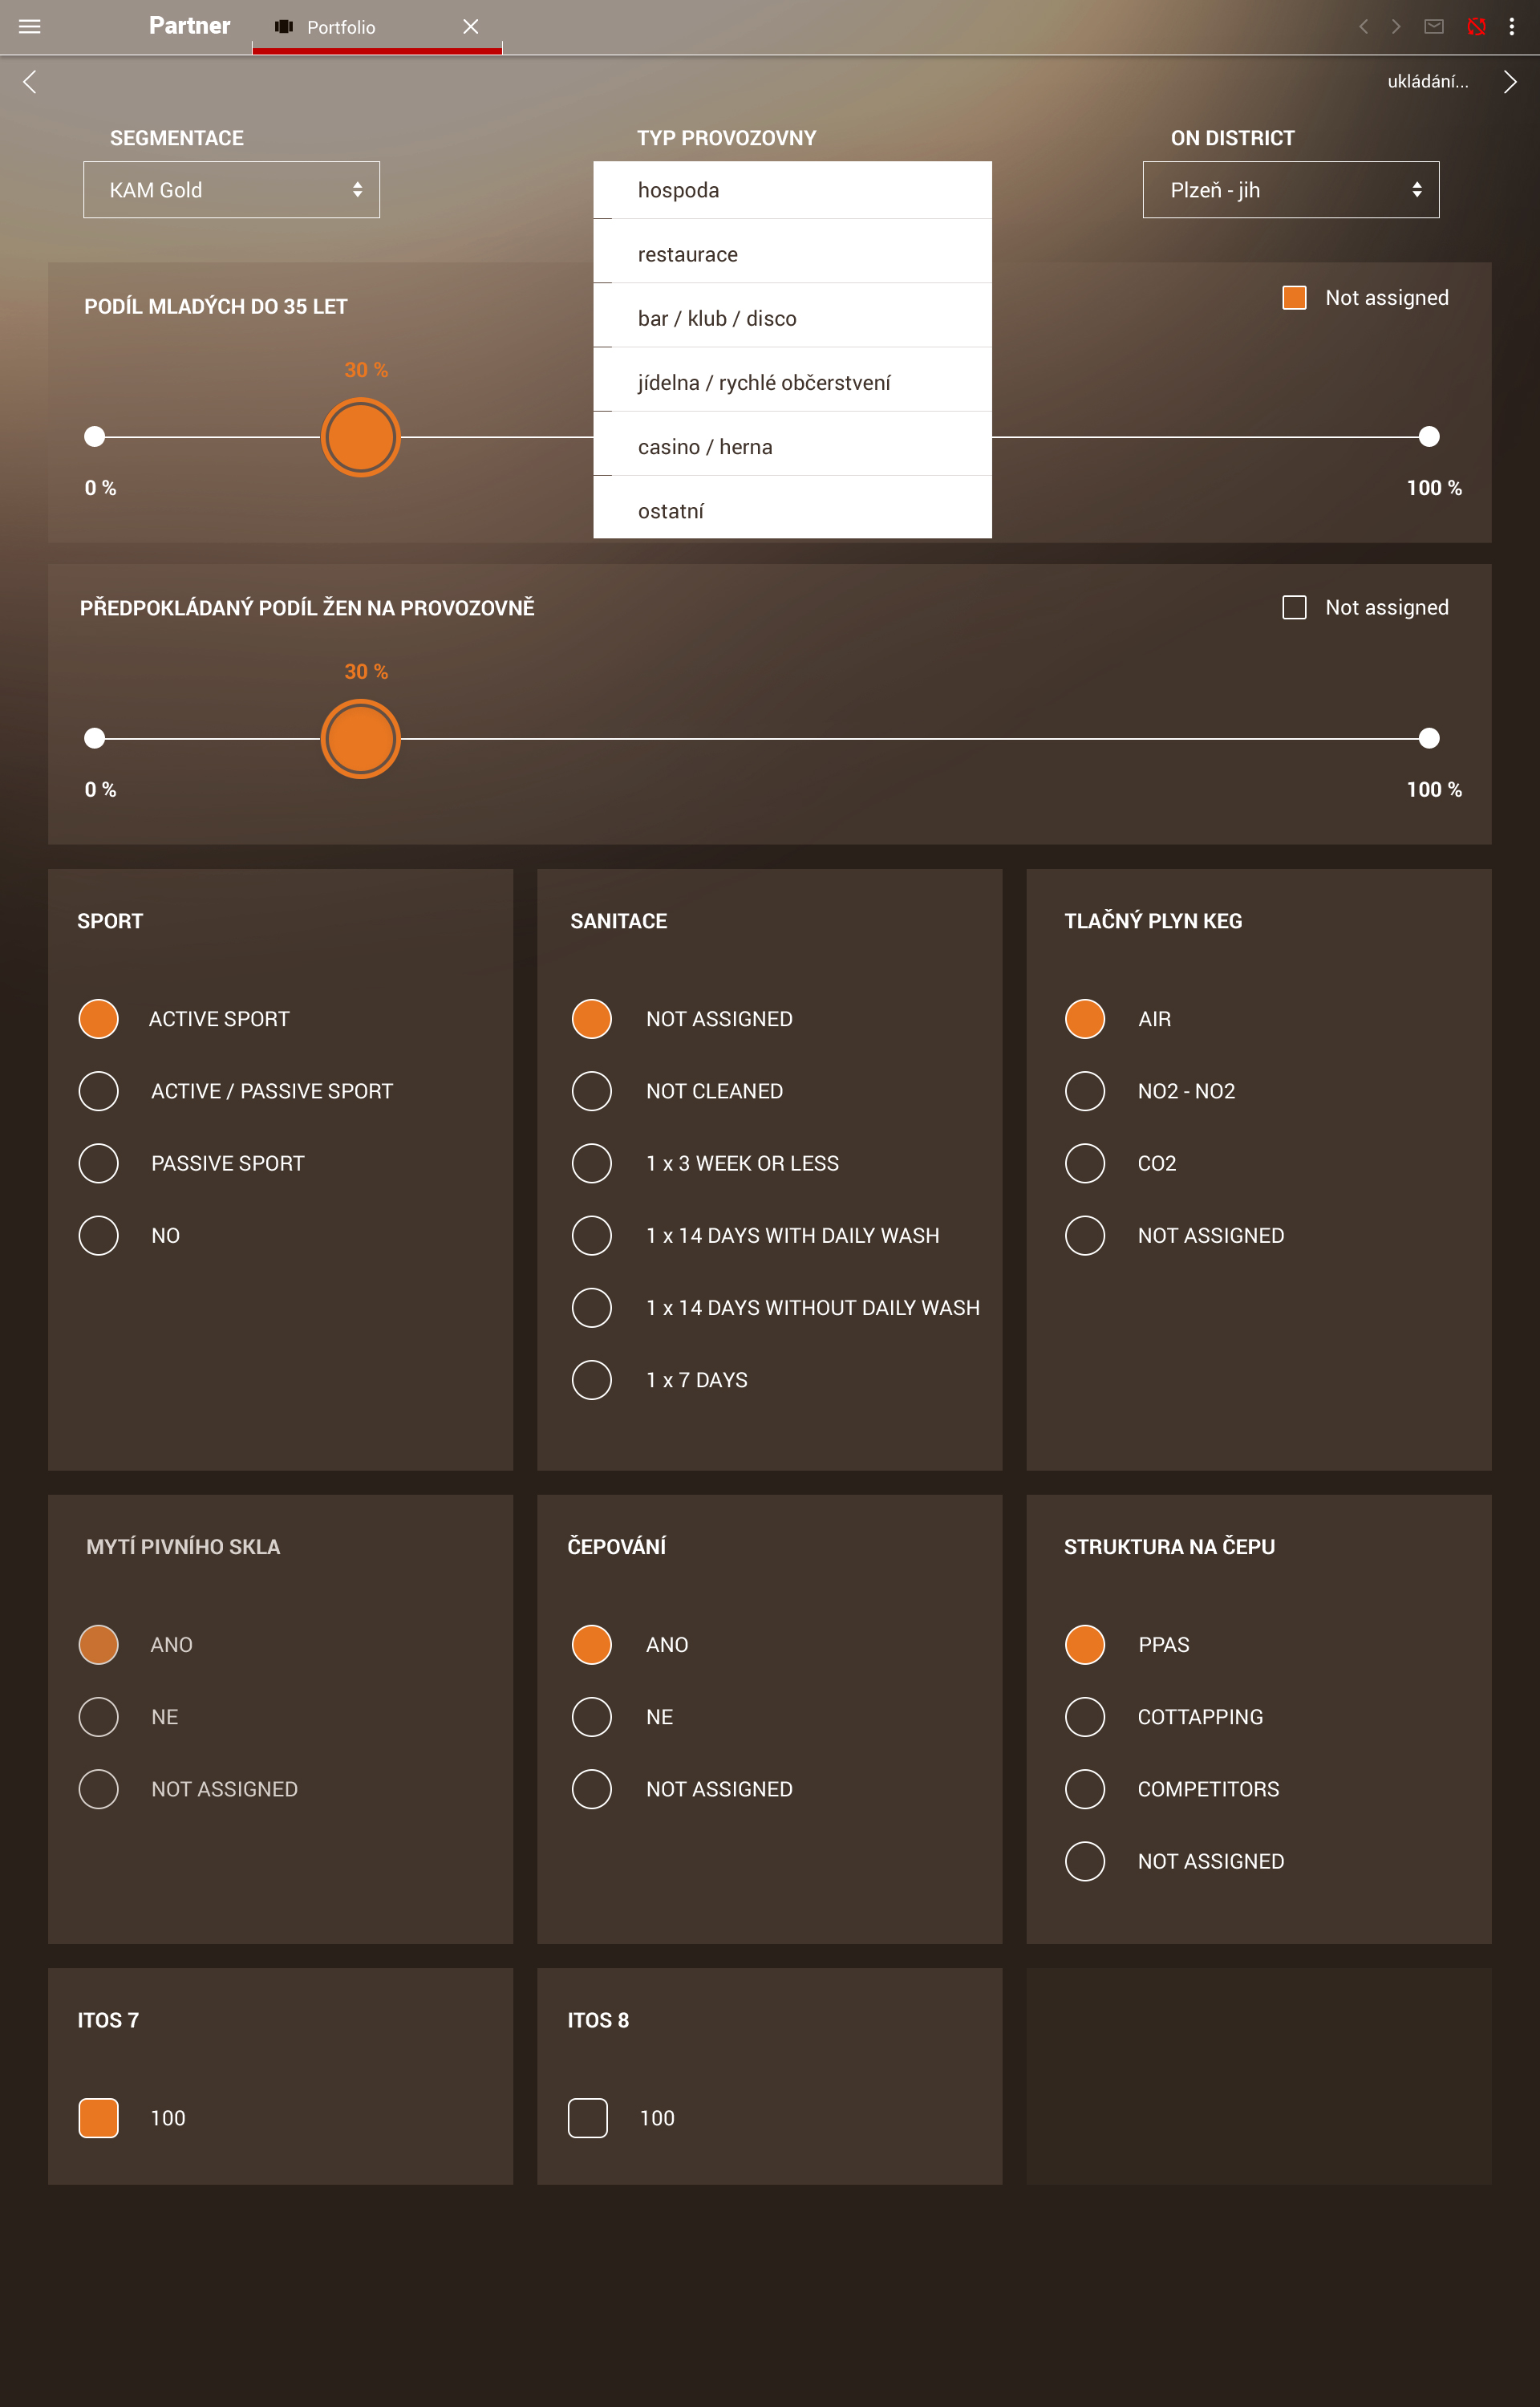 Partner
Portfolio
ukládání...
SEGMENTACE
TYP PROVOZOVNY
ON DISTRICT
KAM Gold
hospoda
Plzeň - jih
restaurace
bar / klub / disco
jídelna / rychlé občerstvení
casino / herna
ostatní
PODÍL MLADÝCH DO 35 LET
Not assigned
30 %
0 %
100 %
PŘEDPOKLÁDANÝ PODÍL ŽEN NA PROVOZOVNĚ
Not assigned
30 %
0 %
100 %
SPORT
ACTIVE SPORT
ACTIVE / PASSIVE SPORT
PASSIVE SPORT
NO
SANITACE
NOT ASSIGNED
NOT CLEANED
1 x 3 WEEK OR LESS
1 x 14 DAYS WITH DAILY WASH
1 x 14 DAYS WITHOUT DAILY WASH
1 x 7 DAYS
TLAČNÝ PLYN KEG
AIR
NO2 - NO2
CO2
NOT ASSIGNED
MYTÍ PIVNÍHO SKLA
ANO
NE
NOT ASSIGNED
ČEPOVÁNÍ
ANO
NE
NOT ASSIGNED
STRUKTURA NA ČEPU
PPAS
COTTAPPING
COMPETITORS
NOT ASSIGNED
ITOS 7
100
ITOS 8
100